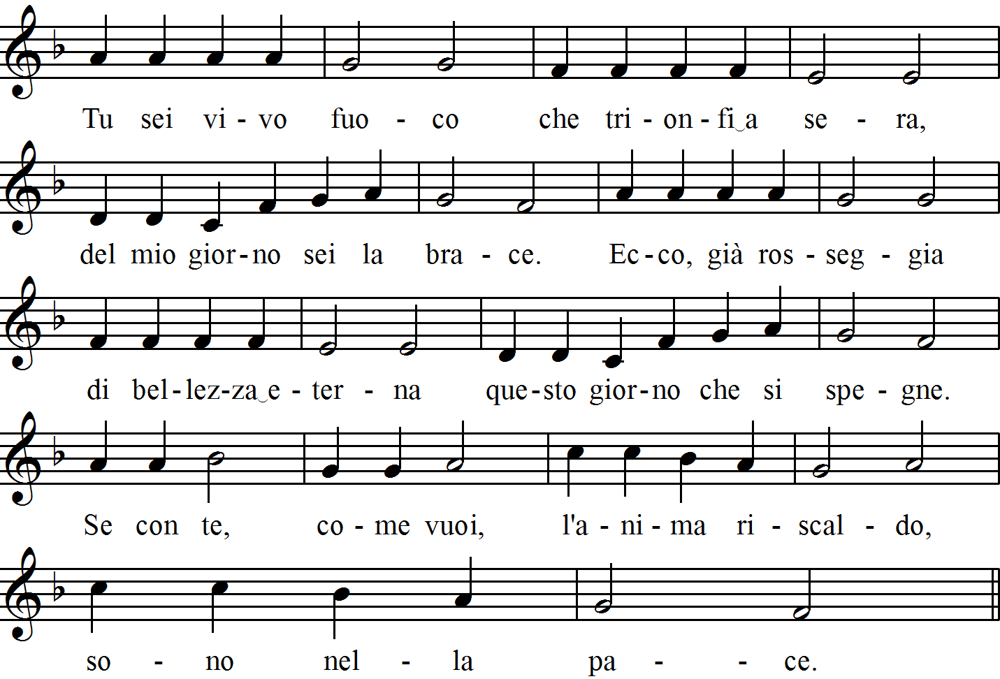 Tu sei vi - vo fuo - co che tri - on - fi‿a se - ra,
del mio gior - no sei la bra - ce. Ec - co, già ros - seg - gia
di bel - lez - za‿e - ter - na que - sto gior - no che si spe - gne.
Se con te, co - me vuoi, l'a - ni - ma ri - scal - do,
so - no nel - la pa - - ce.